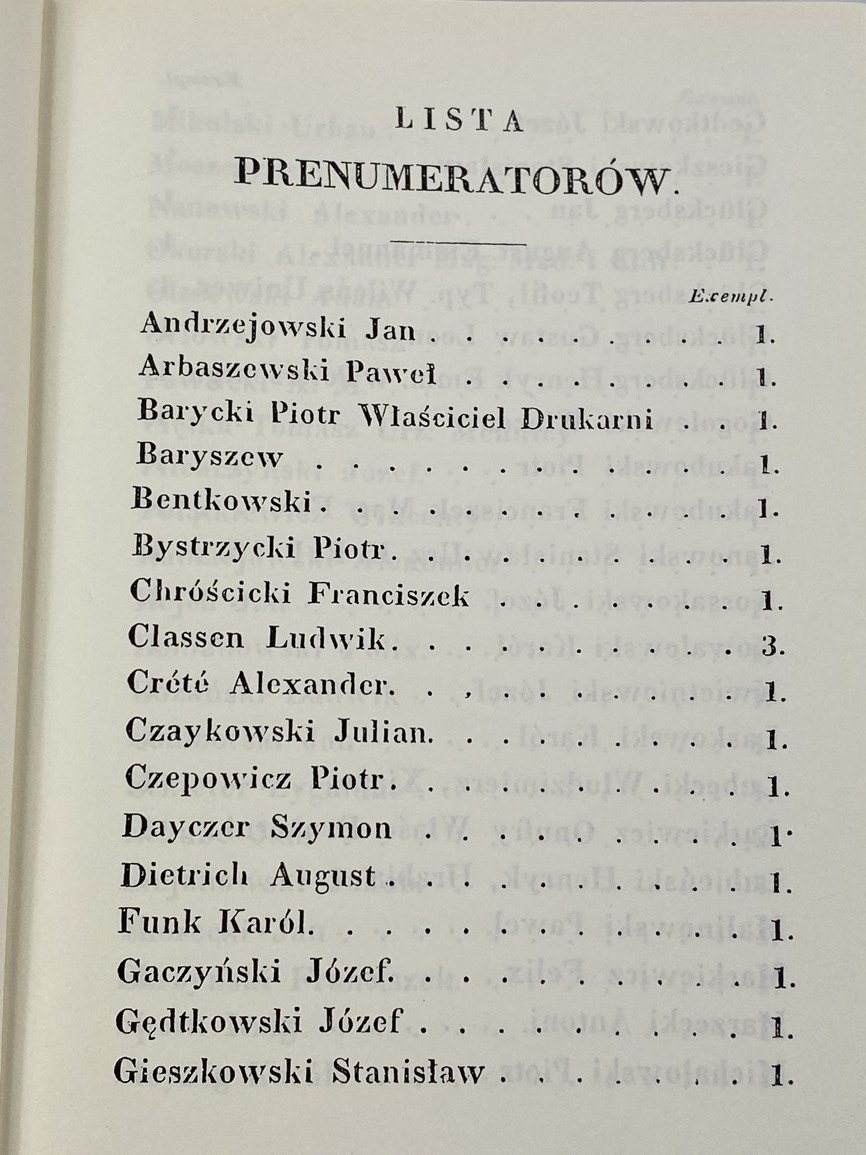 LISTA
PRENUMERATORÓW.
Exempl.
Andrzejowski Jan . . . . . . . . . 1.
Arbaszewski Paweł . . . . . . . 1.
Barycki Piotr Właściciel Drukarni . . 1.
Baryszew . . . . . . . . . . . 1.
Bentkowski . . . . . . . . . . . 1.
Bystrzycki Piotr . . . . . . . . . . 1.
Chróścicki Franciszek . . . . . . . 1.
Classen Ludwik . . . . . . . . . . 3.
Crété Alexander. . . . . . . . . . 1.
Czaykowski Julian. . . . . . . . . 1.
Czepowicz Piotr . . . . . . . . . . 1.
Dayczer Szymon . . . . . . . . . 1.
Dietrich August . . . . . . . . . . 1.
Funk Karól. . . . . . . . . . . . 1.
Gaczyński Józef. . . . . . . . . . 1.
Gędtkowski Józef . . . . . . . . . 1.
Gieszkowski Stanisław . . . . . . . 1.